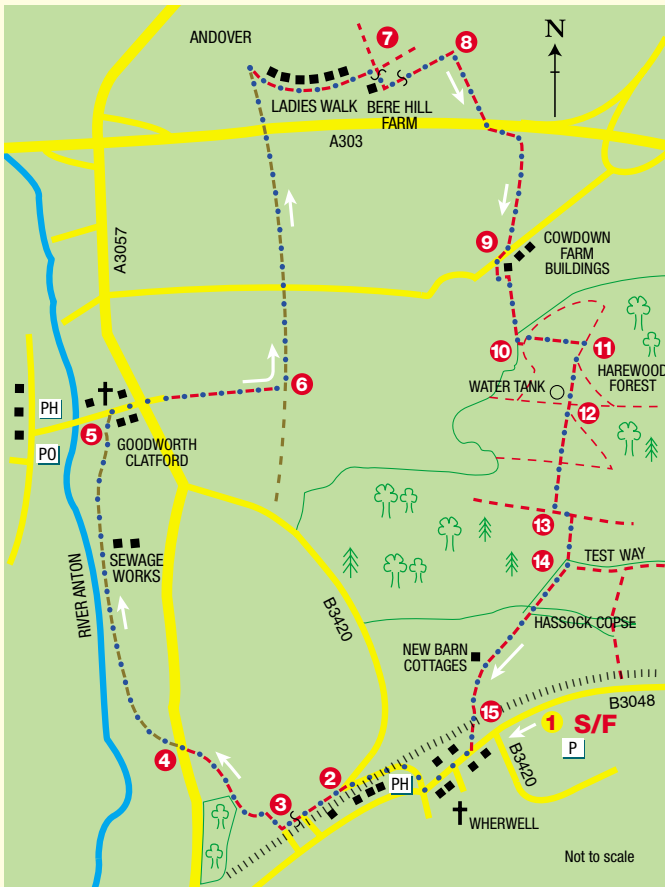 ANDOVER
7
8
N
LADIES WALK
BERE HILL
FARM
A303
A3057
9
COWDOWN
FARM
BUILDINGS
10
11
HAREWOOD
FOREST
WATER TANK
12
6
PH
5
PO
GOODWORTH
CLATFORD
13
14
TEST WAY
SEWAGE
WORKS
RIVER ANTON
B3420
HASSOCK COPSE
NEW BARN
COTTAGES
B3048
15
1 S/F
P
B3420
4
3
2
PH
WHERWELL
Not to scale